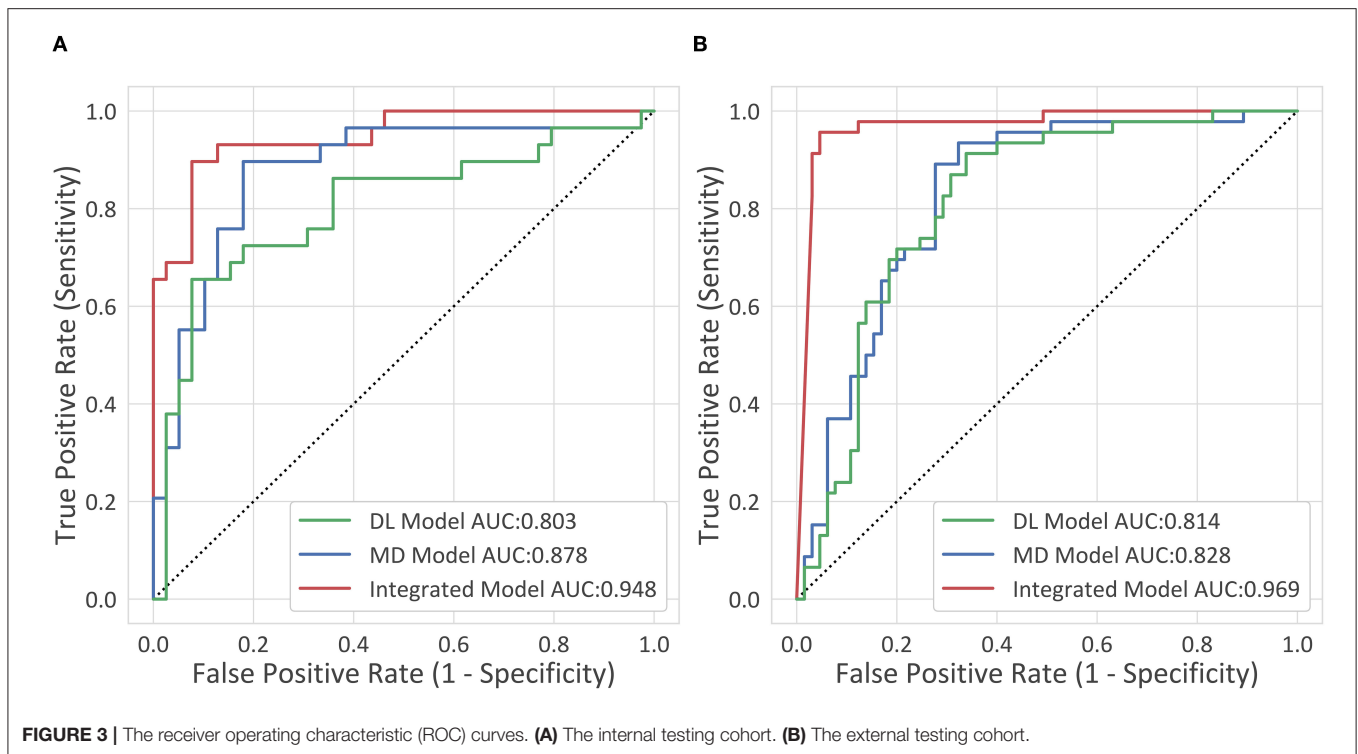 A
1.0
0.8
0.6
0.4
0.2
0.0
True Positive Rate (Sensitivity)
DL Model AUC:0.803
MD Model AUC:0.878
Integrated Model AUC:0.948
0.0 0.2 0.4 0.6 0.8 1.0
False Positive Rate (1 - Specificity)
B
1.0
0.8
0.6
0.4
0.2
0.0
True Positive Rate (Sensitivity)
DL Model AUC:0.814
MD Model AUC:0.828
Integrated Model AUC:0.969
0.0 0.2 0.4 0.6 0.8 1.0
False Positive Rate (1 - Specificity)
FIGURE 3 | The receiver operating characteristic (ROC) curves. (A) The internal testing cohort. (B) The external testing cohort.